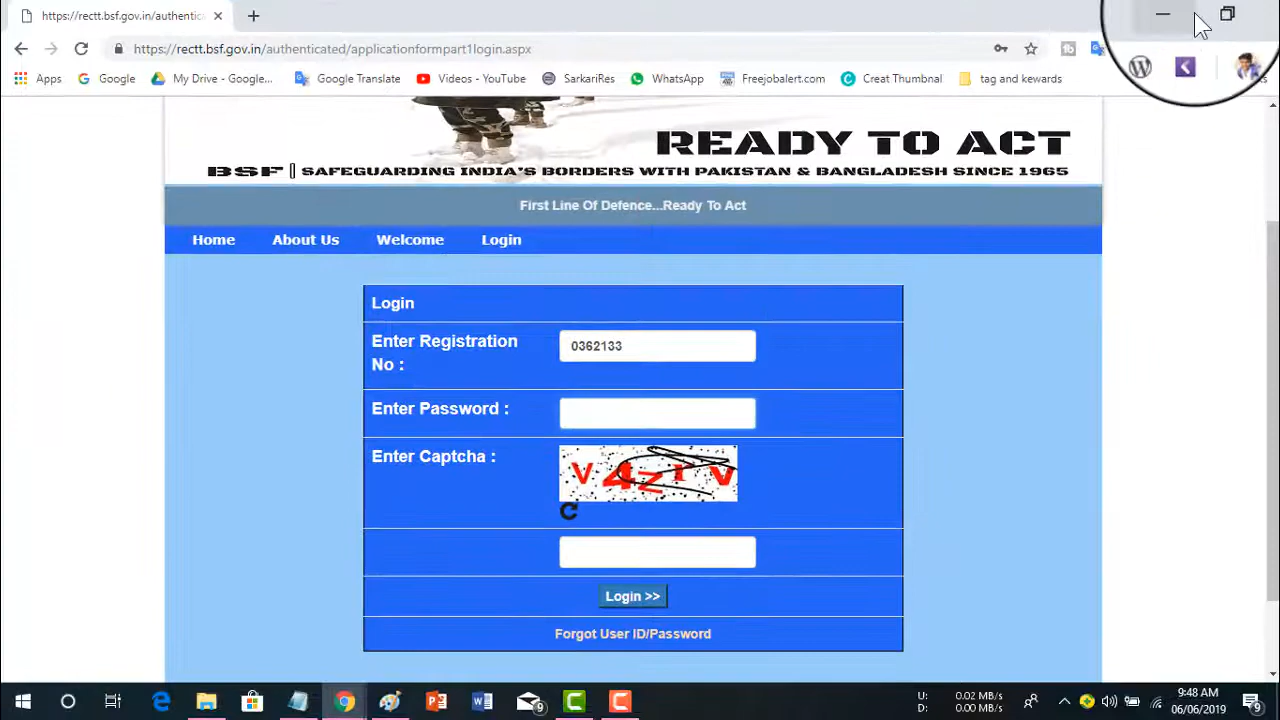 https://rectt.bsf.gov.in/authentica
https://rectt.bsf.gov.in/authenticated/applicationformpart1login.aspx
Apps Google My Drive - Google... Google Translate Videos - YouTube SarkariRes WhatsApp Freejobalert.com Creat Thumbnail tag and kewards
READY TO ACT
BSF | SAFEGUARDING INDIA'S BORDERS WITH PAKISTAN & BANGLADESH SINCE 1965
First Line Of Defence...Ready To Act
Home About Us Welcome Login
Login
Enter Registration No :
0362133
Enter Password :
Enter Captcha :
Login >>
Forgot User ID/Password
U: 0.02 MB/s
D: 0.00 MB/s
9:48 AM
06/06/2019